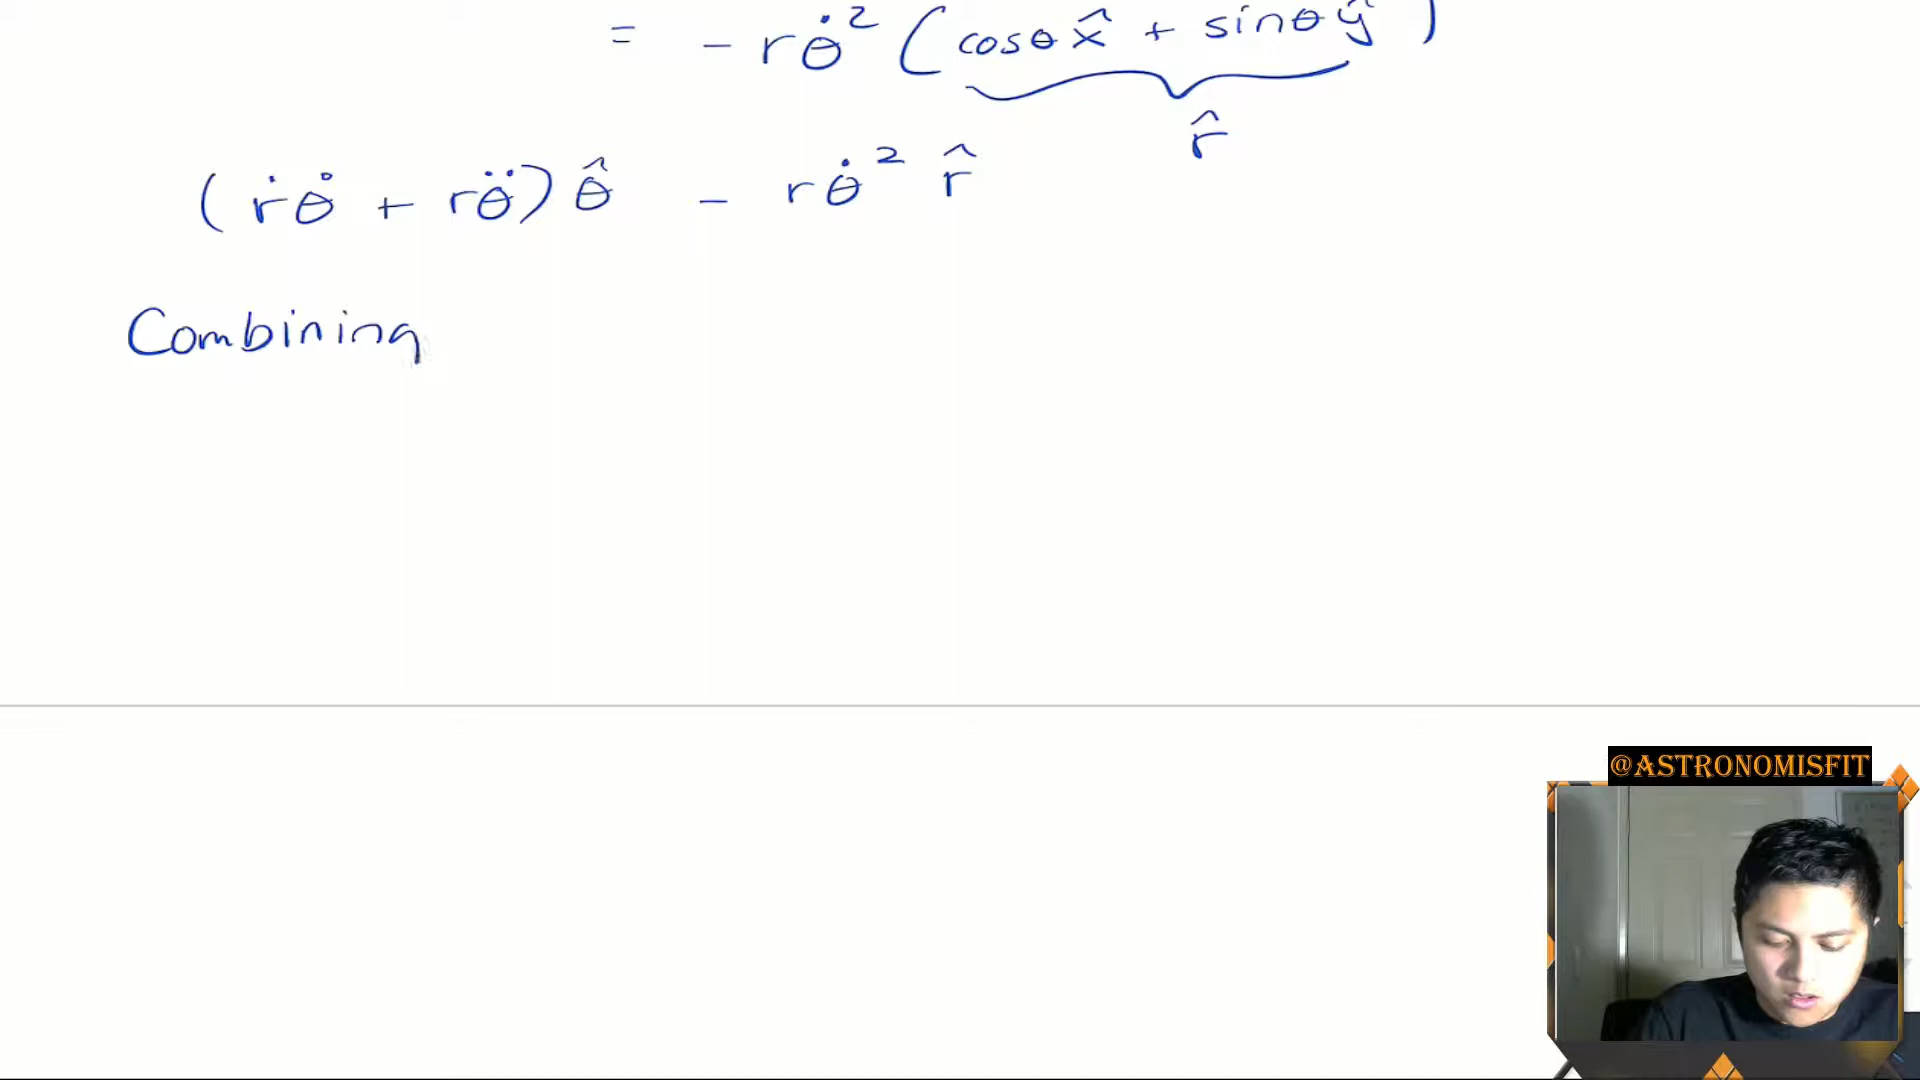 = - rθ̇² (cosθ x̂ + sinθ ŷ)
r̂
(ṙθ̇ + rθ̈) θ̂ - rθ̇² r̂
Combining
@ASTRONOMISFIT